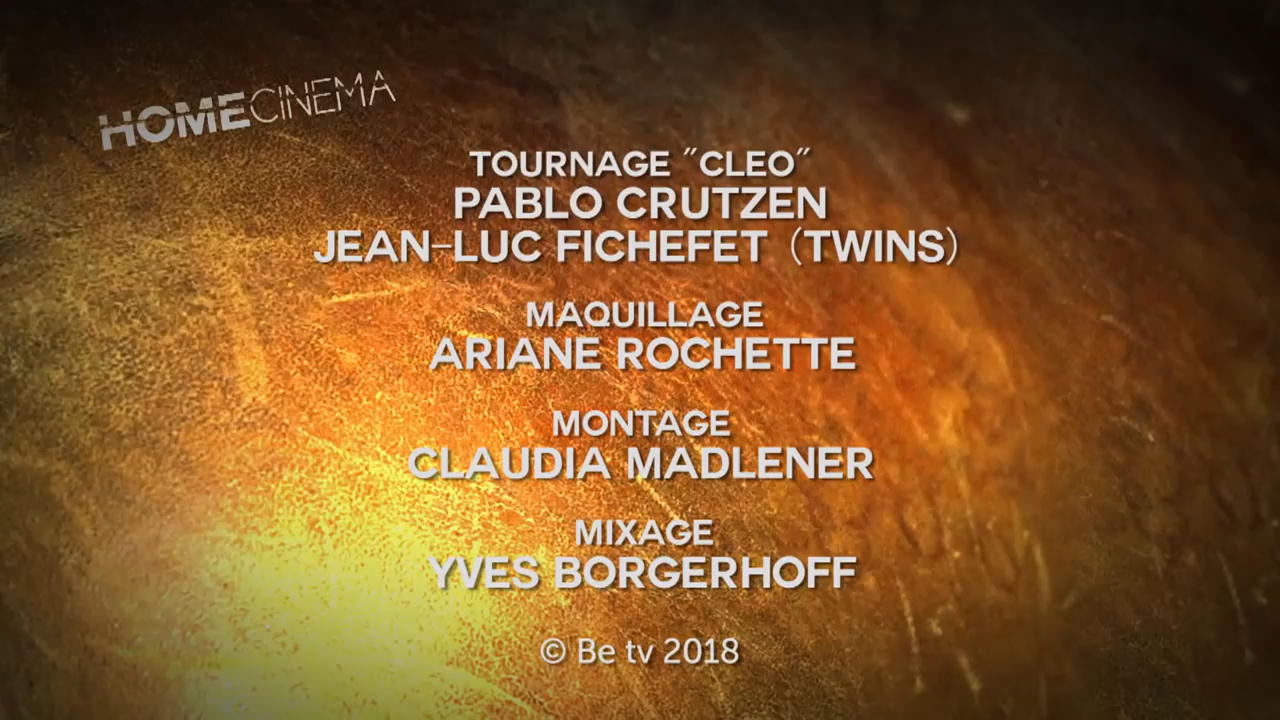 HOMECINEMA
TOURNAGE "CLEO"
PABLO CRUTZEN
JEAN-LUC FICHEFET (TWINS)
MAQUILLAGE
ARIANE ROCHETTE
MONTAGE
CLAUDIA MADLENER
MIXAGE
YVES BORGERHOFF
© Be tv 2018